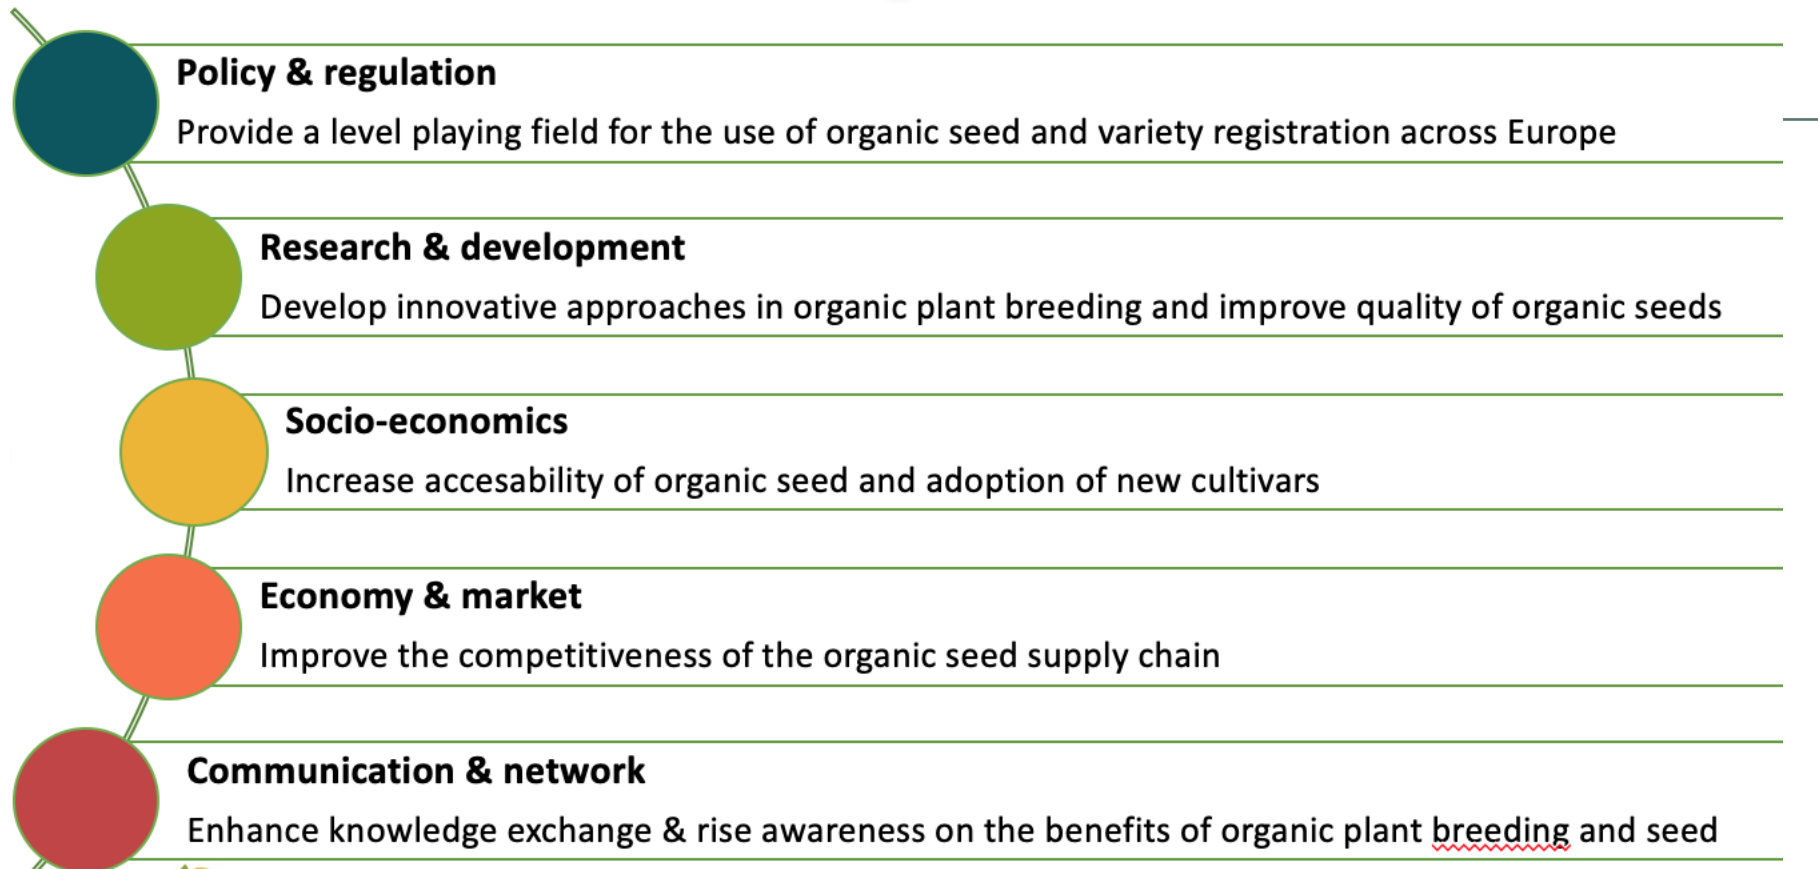 Policy & regulation
Provide a level playing field for the use of organic seed and variety registration across Europe
Research & development
Develop innovative approaches in organic plant breeding and improve quality of organic seeds
Socio-economics
Increase accesability of organic seed and adoption of new cultivars
Economy & market
Improve the competitiveness of the organic seed supply chain
Communication & network
Enhance knowledge exchange & rise awareness on the benefits of organic plant breeding and seed